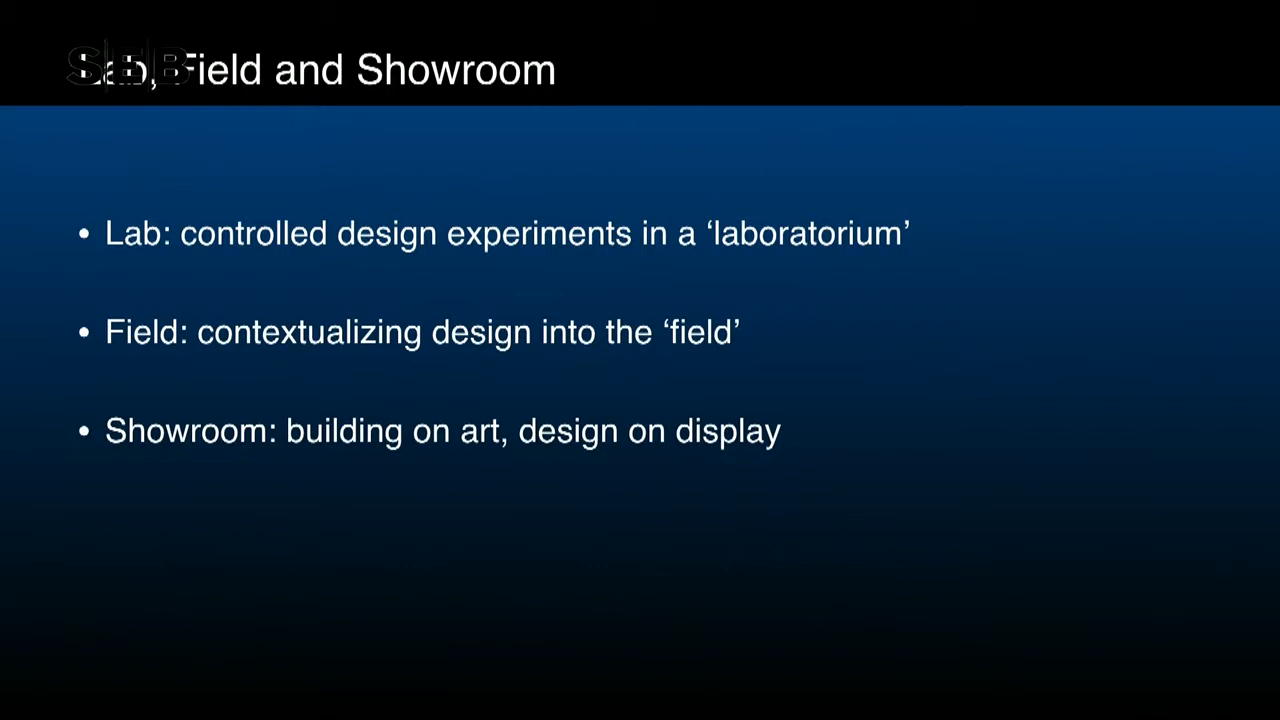 Lab, Field and Showroom
SEB
• Lab: controlled design experiments in a ‘laboratorium’
• Field: contextualizing design into the ‘field’
• Showroom: building on art, design on display